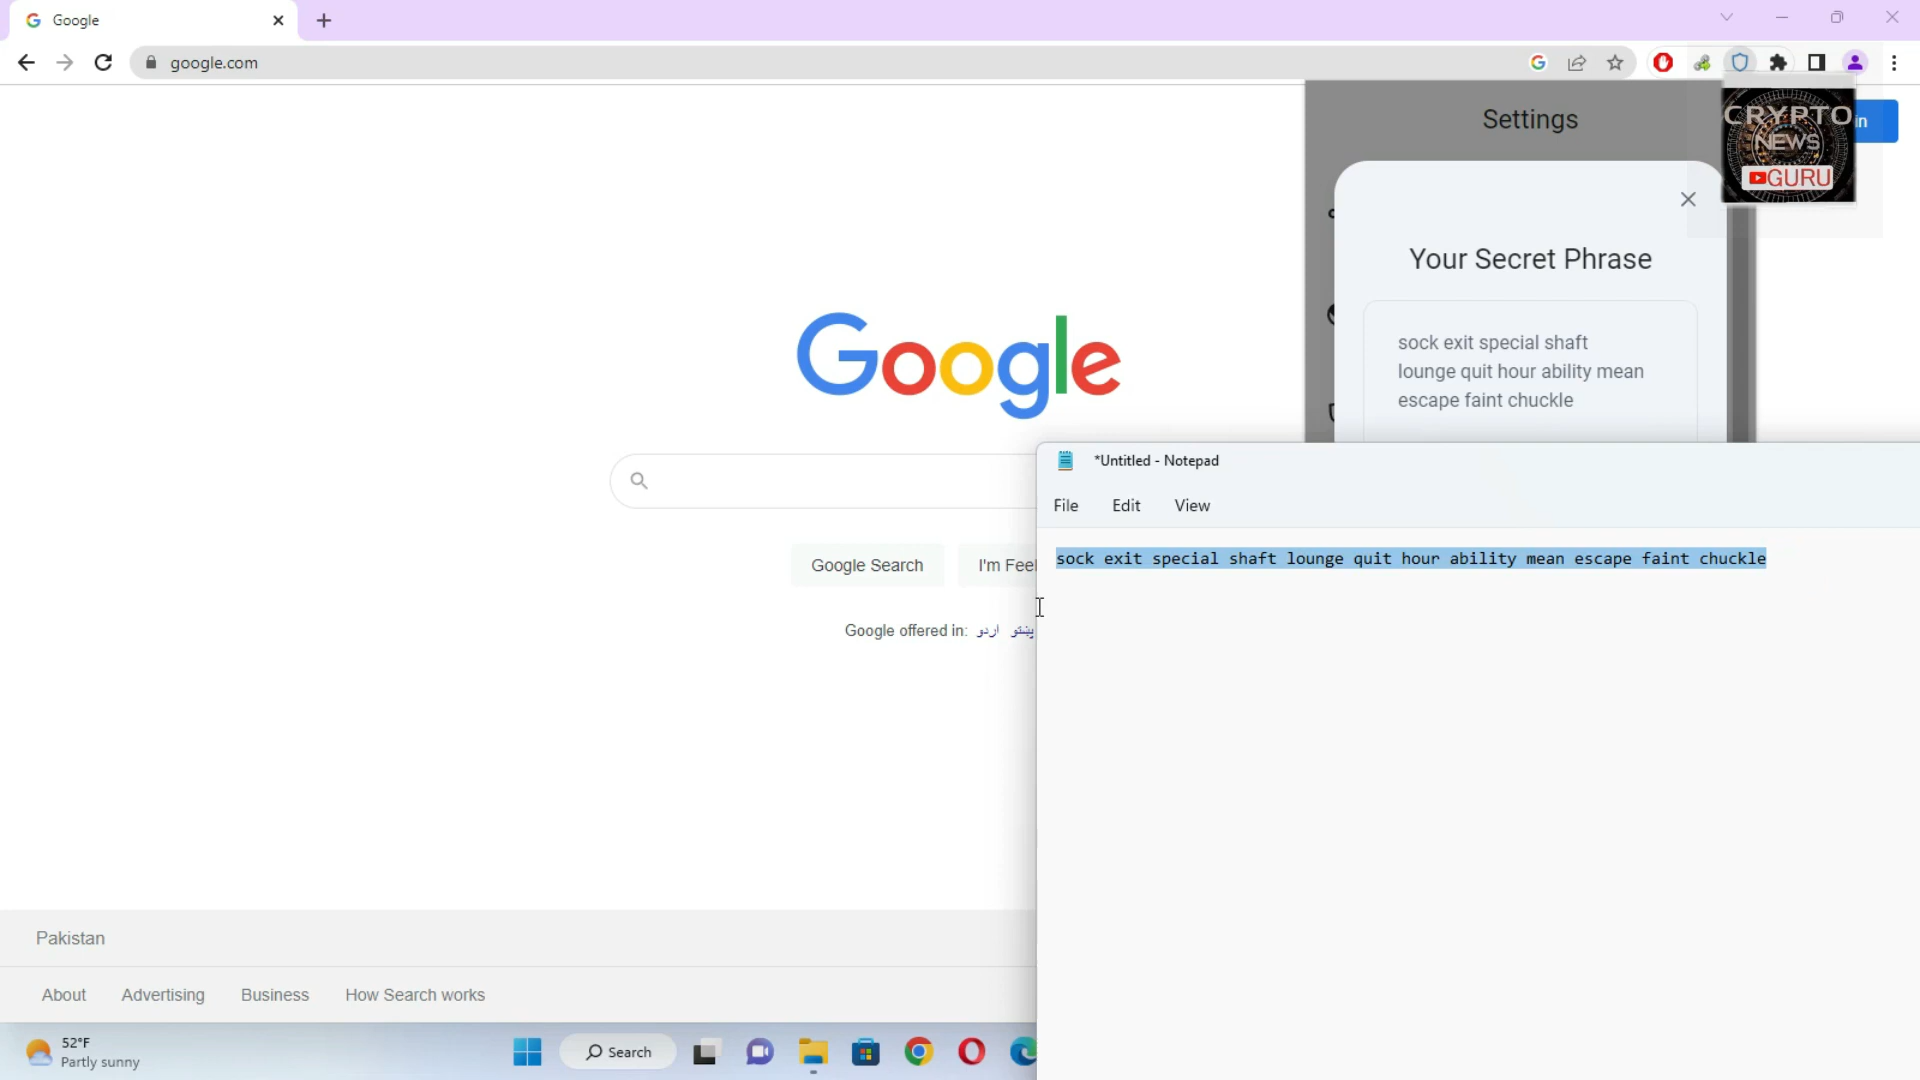 Google
google.com
Settings
in
CRYPTO
NEWS
GURU
Your Secret Phrase
sock exit special shaft
lounge quit hour ability mean
escape faint chuckle
Google
*Untitled - Notepad
File Edit View
sock exit special shaft lounge quit hour ability mean escape faint chuckle
Google Search
I'm Feel
Google offered in: اردو پښتو
Pakistan
About Advertising Business How Search works
52°F
Partly sunny
Search